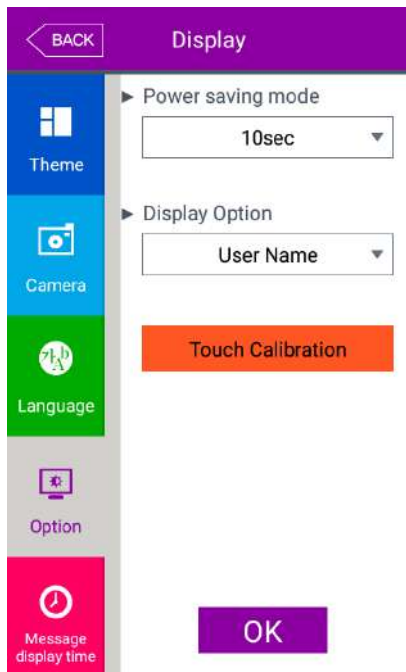 BACK
Display
Theme
Camera
가 b
A
Language
Option
Message
display time
► Power saving mode
10sec
► Display Option
User Name
Touch Calibration
OK